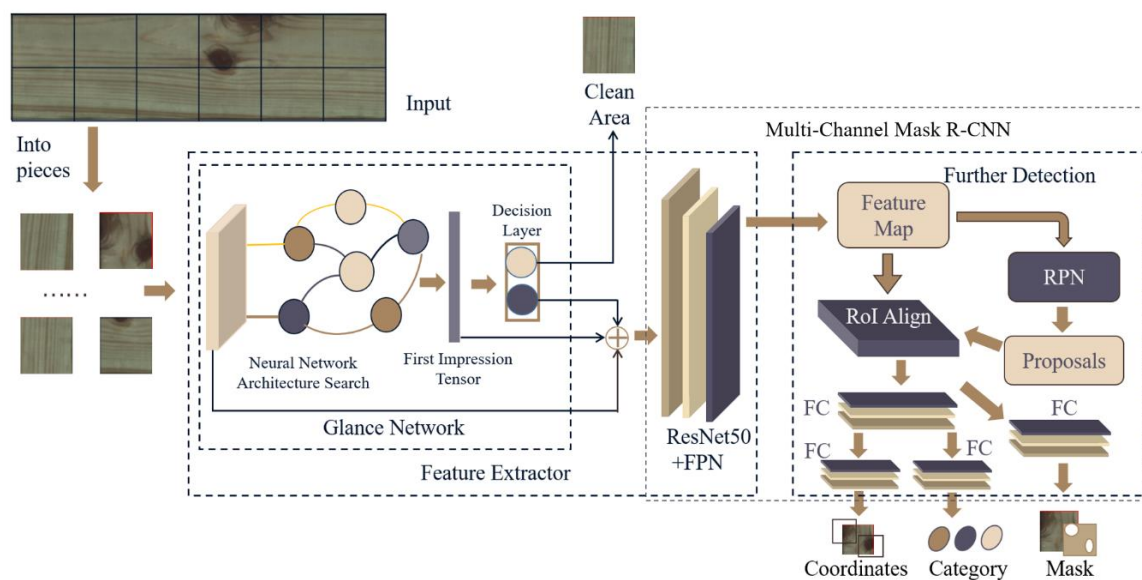 Input
Into
pieces
……
Clean
Area
Multi-Channel Mask R-CNN
Further Detection
Decision
Layer
Feature
Map
RPN
RoI Align
Proposals
Neural Network
Architecture Search
First Impression
Tensor
Glance Network
Feature Extractor
ResNet50
+FPN
FC
FC
FC
FC
Coordinates
Category
Mask